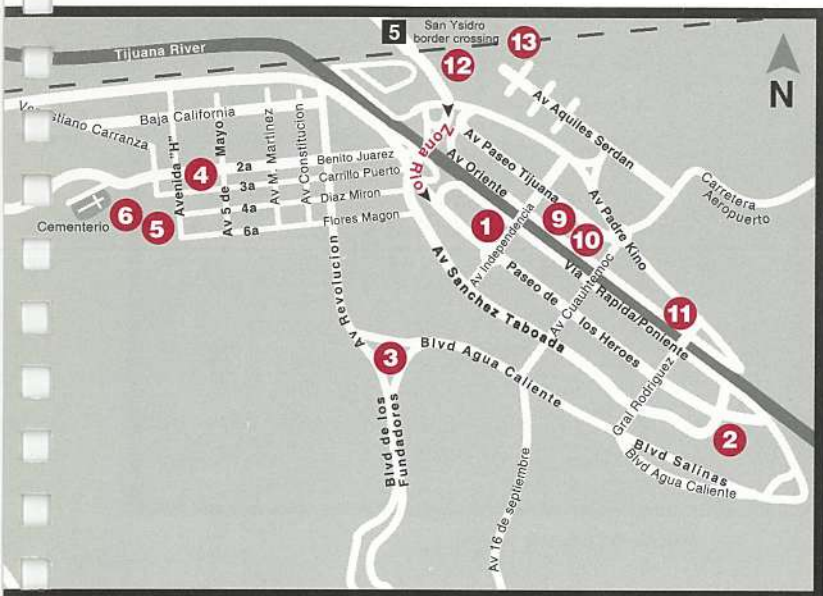 5
San Ysidro
border crossing
13
12
N
Tijuana River
Baja California
Carranza
Avenida "H"
Mayo
Av 5 de
Av M. Martinez
Av Constitucion
Benito Juarez
Carrillo Puerto
Diaz Miron
Flores Magon
2a
3a
4a
6a
4
6
5
Cementerio
Zona Rio
Av Paseo Tijuana
Av Oriente
Av Aquiles Serdan
Av Padre Kino
Carretera
Aeropuerto
1
9
10
11
Av Independencia
Av Cuauhtemoc
Via Rapida/Poniente
Paseo de los Heroes
Av Sanchez Taboada
Av Revolucion
3
Blvd Agua Caliente
Gral Rodriguez
2
Blvd Salinas
Blvd Agua Caliente
Blvd de los
Fundadores
Av 16 de septiembre